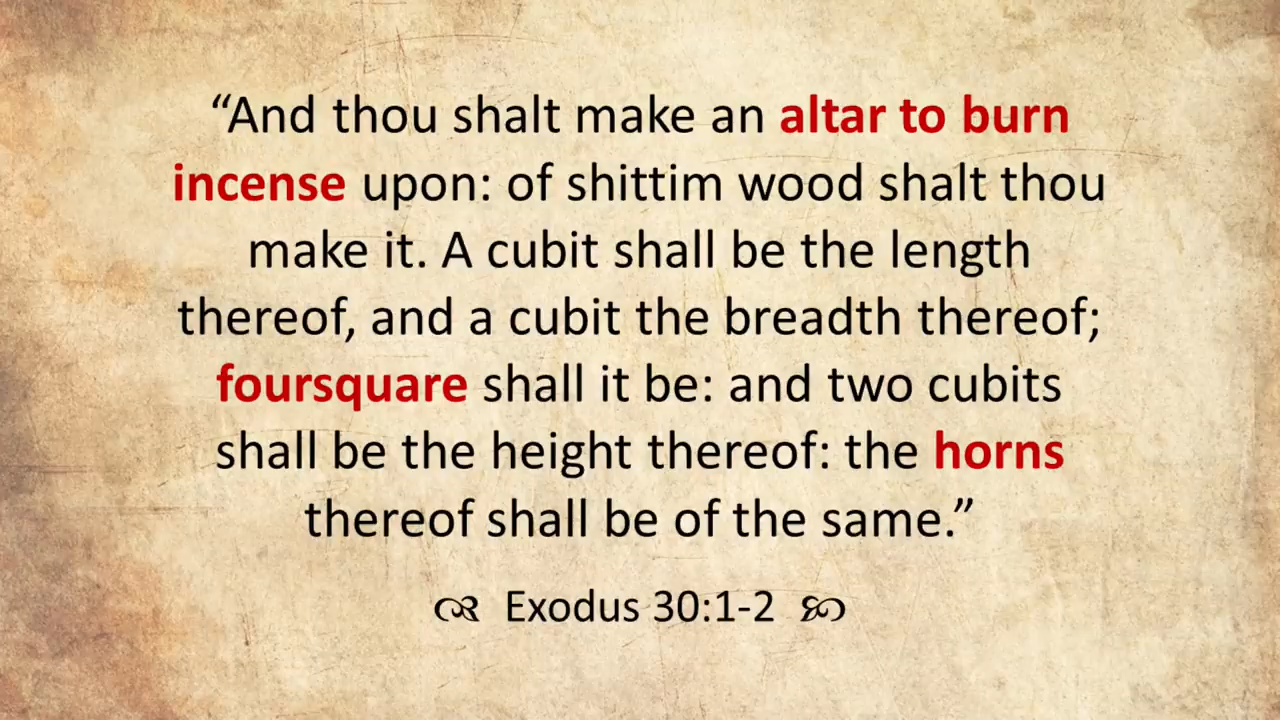 “And thou shalt make an altar to burn
incense upon: of shittim wood shalt thou
make it. A cubit shall be the length
thereof, and a cubit the breadth thereof;
foursquare shall it be: and two cubits
shall be the height thereof: the horns
thereof shall be of the same.”
Exodus 30:1-2